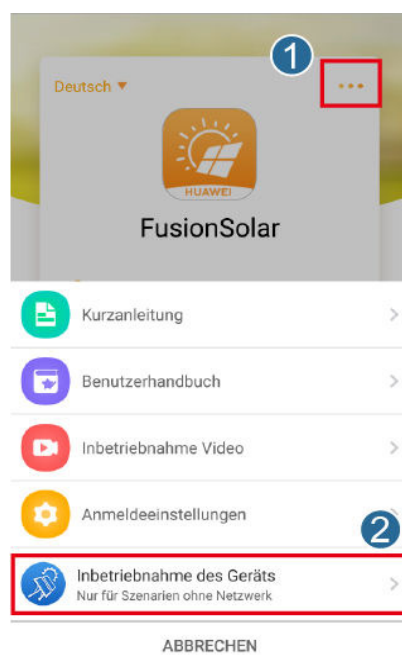 1
Deutsch
HUAWEI
FusionSolar
Kurzanleitung
Benutzerhandbuch
Inbetriebnahme Video
Anmeldeeinstellungen
2
Inbetriebnahme des Geräts
Nur für Szenarien ohne Netzwerk
ABBRECHEN